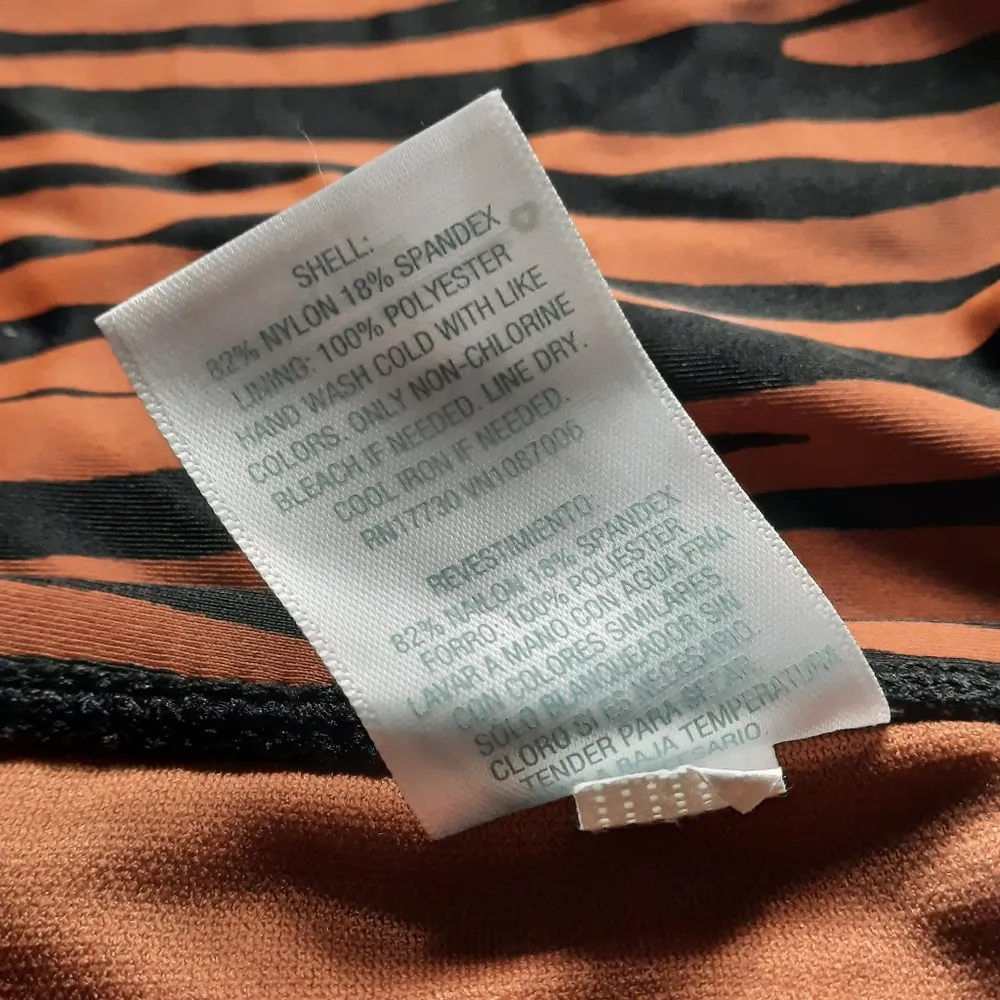 SHELL:
82% NYLON 18% SPANDEX
LINING: 100% POLYESTER
HAND WASH COLD WITH LIKE
COLORS. ONLY NON-CHLORINE
BLEACH IF NEEDED. LINE DRY.
COOL IRON IF NEEDED.
RN17730 VN1087006
REVESTIMIENTO:
82% NAILON 18% SPANDEX
FORRO: 100% POLIESTER
LAVAR A MANO CON AGUA FRIA
CON COLORES SIMILARES
SOLO BLANQUEADOR SIN
CLORO SI ES NECESARIO.
TENDER PARA SECAR
BAJA TEMPERATURA